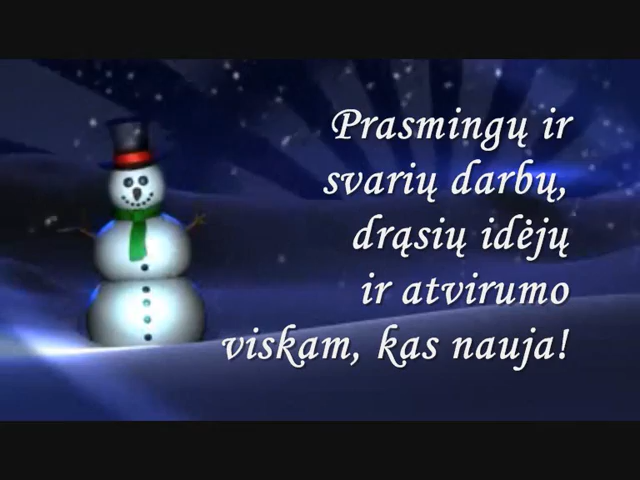 Prasmingų ir
svarių darbų,
drąsių idėjų
ir atvirumo
viskam, kas nauja!